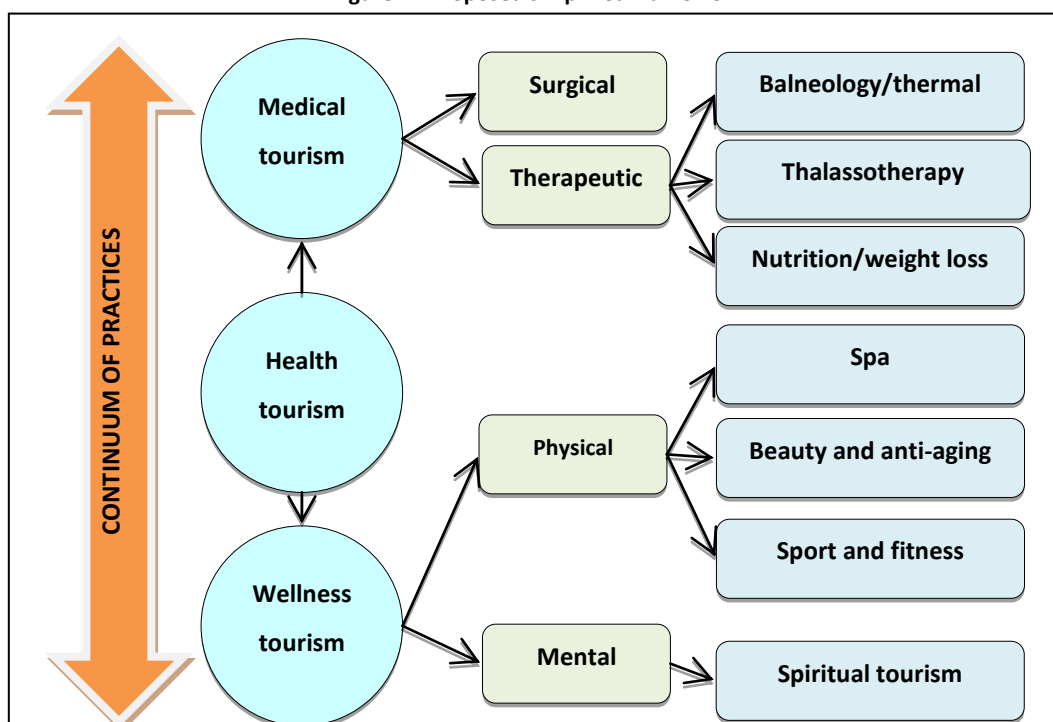 CONTINUUM OF PRACTICES
Medical
tourism
Health
tourism
Wellness
tourism
Surgical
Therapeutic
Physical
Mental
Balneology/thermal
Thalassotherapy
Nutrition/weight loss
Spa
Beauty and anti-aging
Sport and fitness
Spiritual tourism